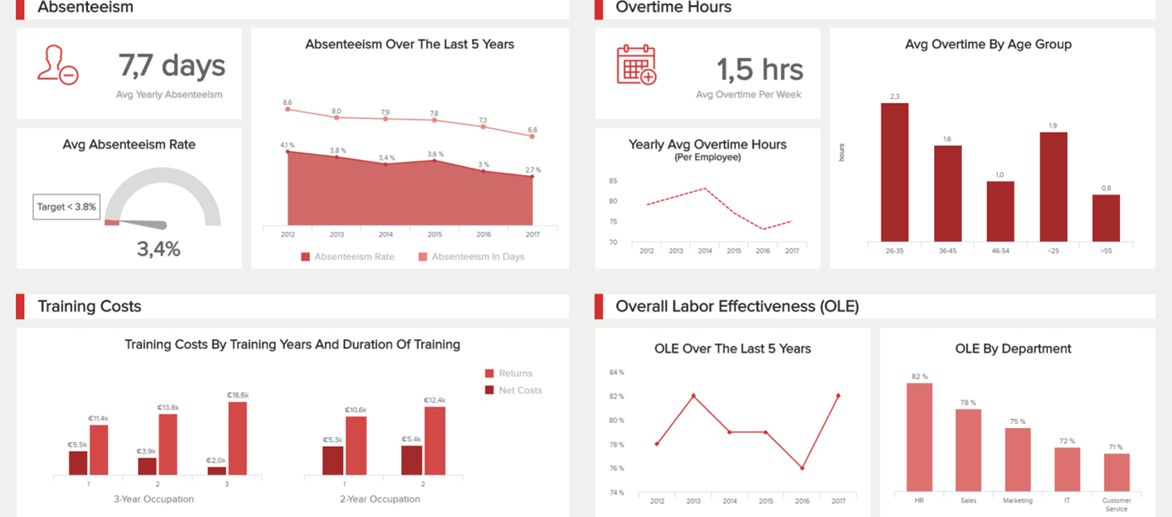 Absenteeism
7,7 days
Avg Yearly Absenteeism
Avg Absenteeism Rate
Target < 3.8%
3,4%
Absenteeism Over The Last 5 Years
8,6
8,0
7,9
7,8
7,3
6,6
4,1 %
3,8 %
3,4 %
3,6 %
3 %
2,7 %
2012
2013
2014
2015
2016
2017
Absenteeism Rate
Absenteeism In Days
Overtime Hours
1,5 hrs
Avg Overtime Per Week
Yearly Avg Overtime Hours
(Per Employee)
85
80
75
70
2012
2013
2014
2015
2016
2017
Avg Overtime By Age Group
hours
2,3
1,6
1,0
1,9
0,8
26-35
36-45
46-54
<25
>55
Training Costs
Training Costs By Training Years And Duration Of Training
Returns
Net Costs
€5,5k
€11,4k
€3,9k
€13,8k
€2,0k
€16,6k
€5,3k
€10,6k
€5,4k
€12,4k
1
2
3
1
2
3-Year Occupation
2-Year Occupation
Overall Labor Effectiveness (OLE)
OLE Over The Last 5 Years
84 %
82 %
80 %
78 %
76 %
74 %
2012
2013
2014
2015
2016
2017
OLE By Department
82 %
78 %
75 %
72 %
71 %
HR
Sales
Marketing
IT
Customer
Service